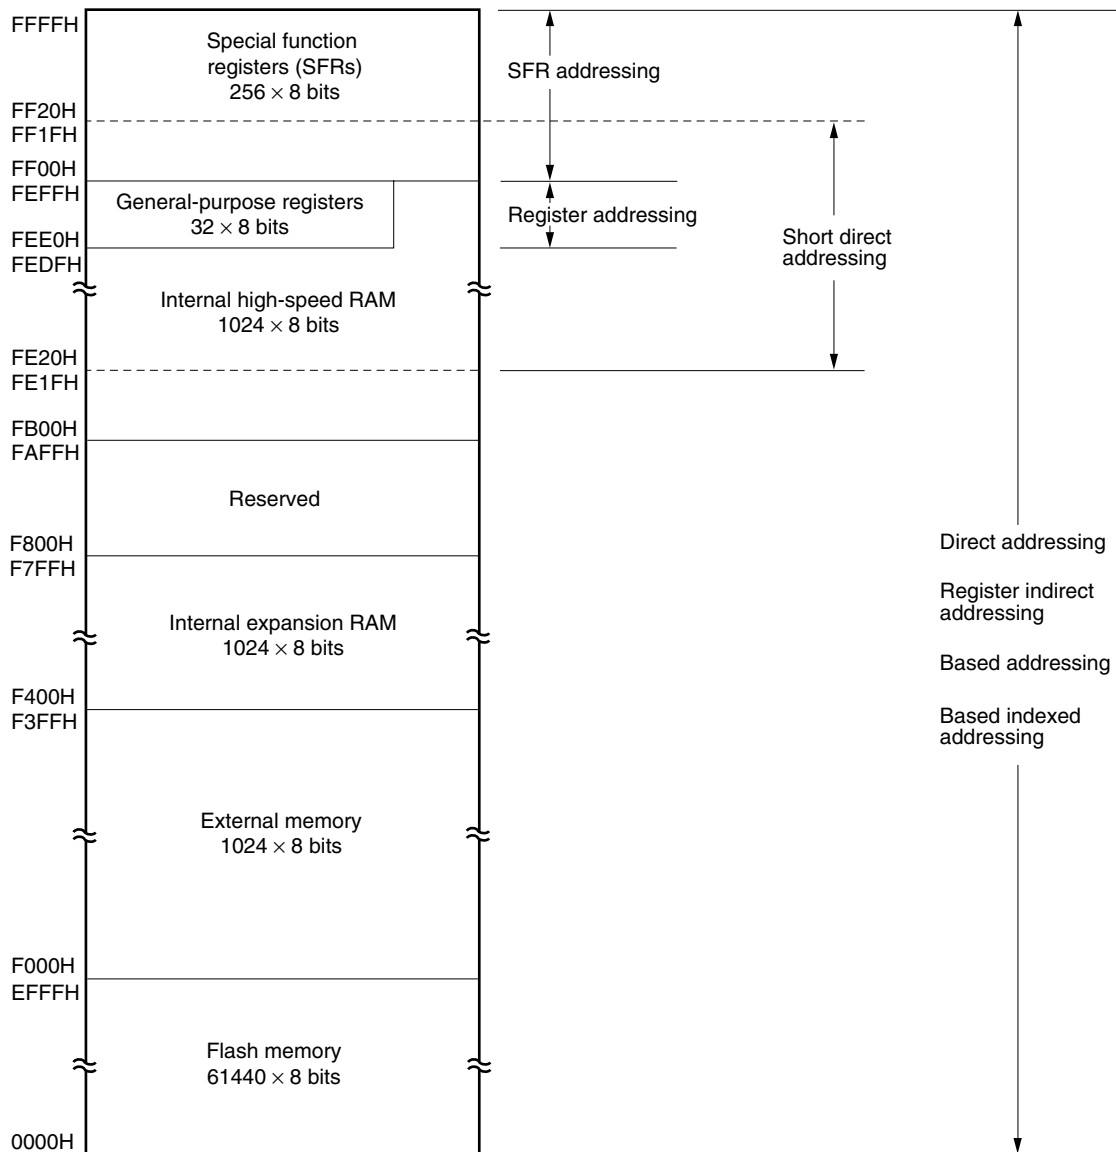 FFFFH
Special function
registers (SFRs)
256 × 8 bits
SFR addressing
FF20H
FF1FH
FF00H
FEFFH
General-purpose registers
32 × 8 bits
Register addressing
FEE0H
FEDFH
Short direct
addressing
Internal high-speed RAM
1024 × 8 bits
FE20H
FE1FH
FB00H
FAFFH
Reserved
F800H
F7FFH
Direct addressing
Register indirect
addressing
Based addressing
Based indexed
addressing
Internal expansion RAM
1024 × 8 bits
F400H
F3FFH
External memory
1024 × 8 bits
F000H
EFFFH
Flash memory
61440 × 8 bits
0000H